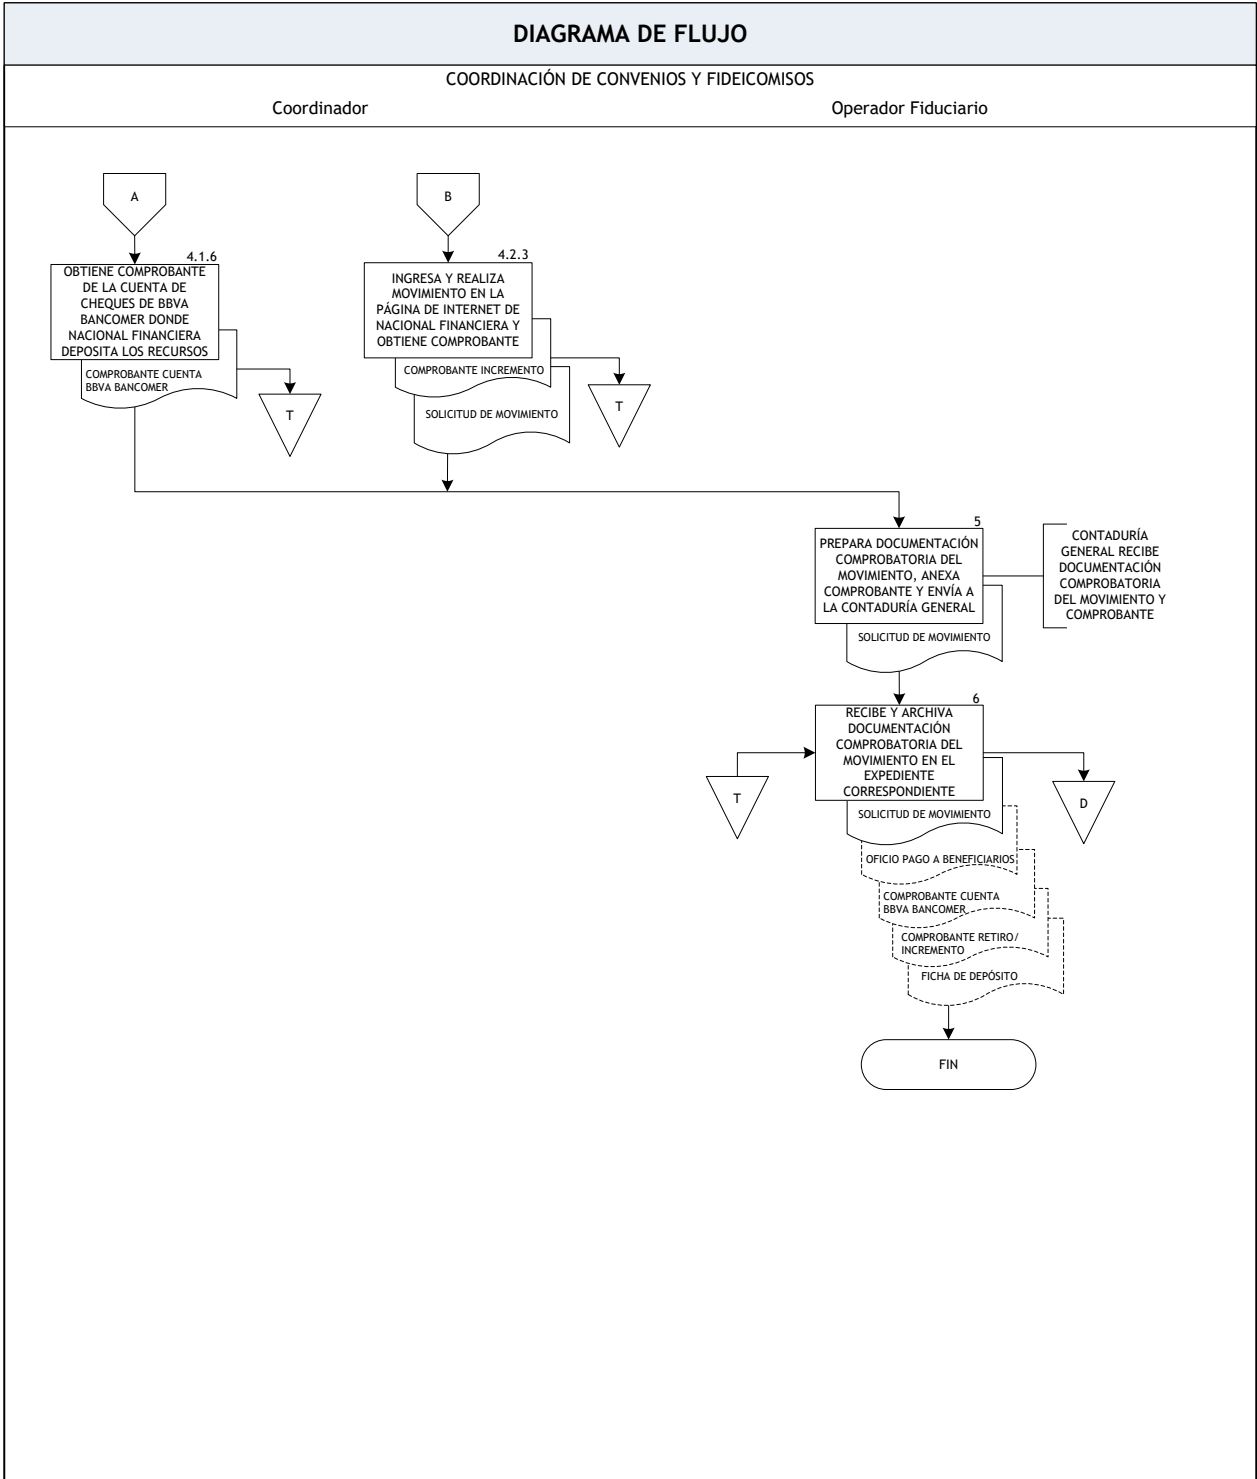 DIAGRAMA DE FLUJO
COORDINACIÓN DE CONVENIOS Y FIDEICOMISOS
Coordinador
Operador Fiduciario
A
B
4.1.6
OBTIENE COMPROBANTE
DE LA CUENTA DE
CHEQUES DE BBVA
BANCOMER DONDE
NACIONAL FINANCIERA
DEPOSITA LOS RECURSOS
COMPROBANTE CUENTA
BBVA BANCOMER
T
4.2.3
INGRESA Y REALIZA
MOVIMIENTO EN LA
PÁGINA DE INTERNET DE
NACIONAL FINANCIERA Y
OBTIENE COMPROBANTE
COMPROBANTE INCREMENTO
SOLICITUD DE MOVIMIENTO
T
5
PREPARA DOCUMENTACIÓN
COMPROBATORIA DEL
MOVIMIENTO, ANEXA
COMPROBANTE Y ENVÍA A
LA CONTADURÍA GENERAL
SOLICITUD DE MOVIMIENTO
CONTADURÍA
GENERAL RECIBE
DOCUMENTACIÓN
COMPROBATORIA
DEL MOVIMIENTO Y
COMPROBANTE
6
RECIBE Y ARCHIVA
DOCUMENTACIÓN
COMPROBATORIA DEL
MOVIMIENTO EN EL
EXPEDIENTE
CORRESPONDIENTE
T
D
SOLICITUD DE MOVIMIENTO
OFICIO PAGO A BENEFICIARIOS
COMPROBANTE CUENTA
BBVA BANCOMER
COMPROBANTE RETIRO/
INCREMENTO
FICHA DE DEPÓSITO
FIN